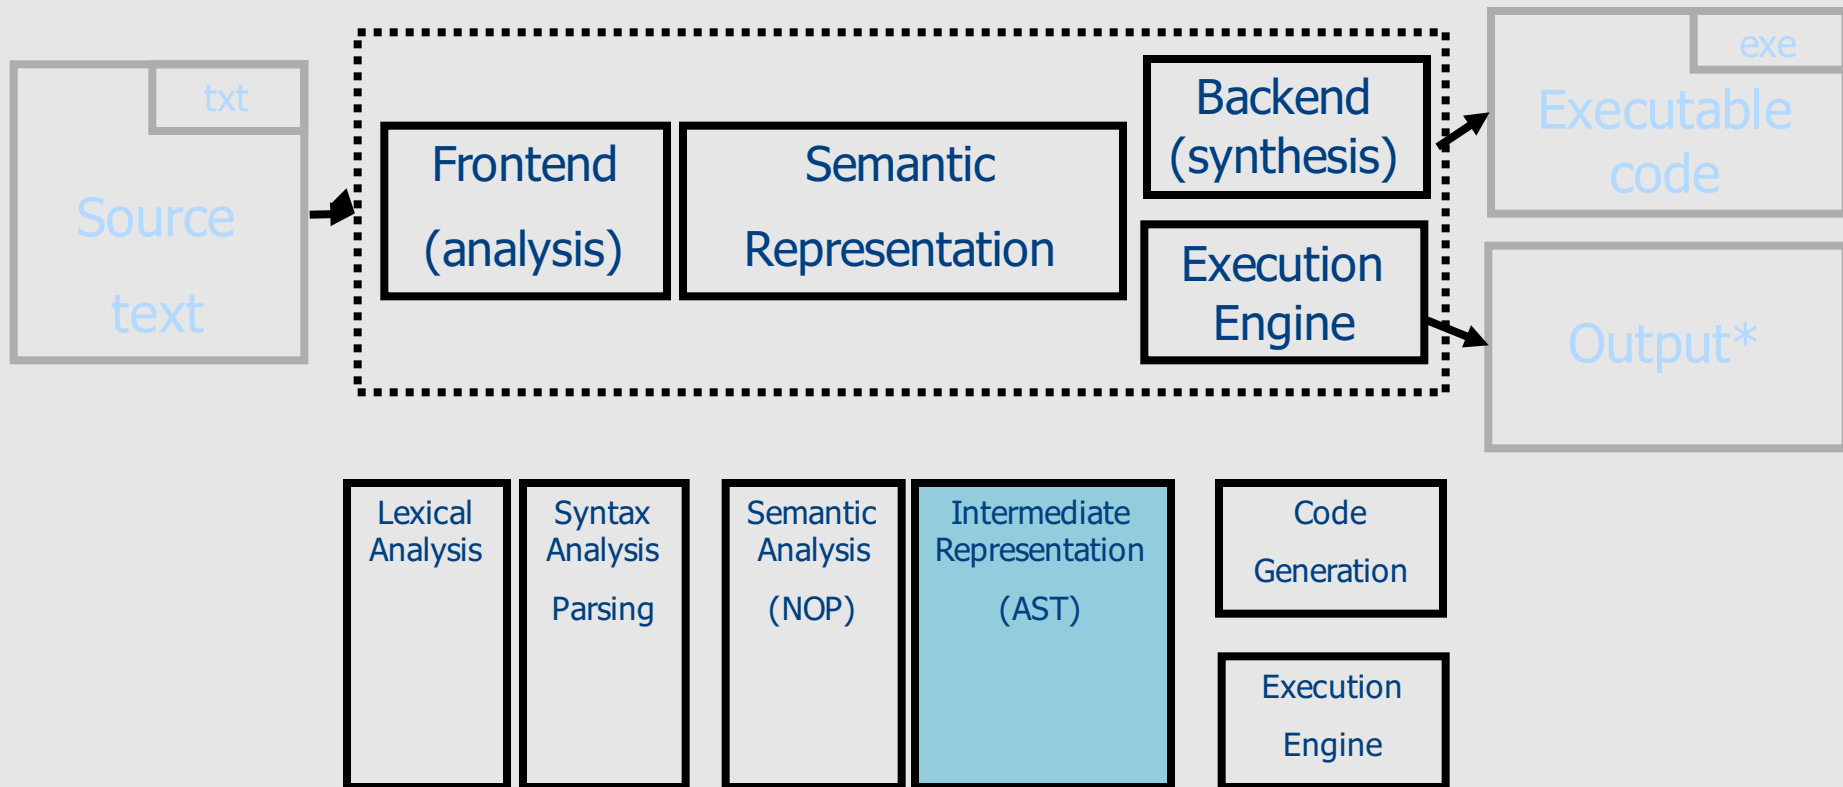 txt
Source
text
Frontend
(analysis)
Semantic
Representation
Backend
(synthesis)
Execution
Engine
exe
Executable
code
Output*
Lexical
Analysis
Syntax
Analysis
Parsing
Semantic
Analysis
(NOP)
Intermediate
Representation
(AST)
Code
Generation
Execution
Engine